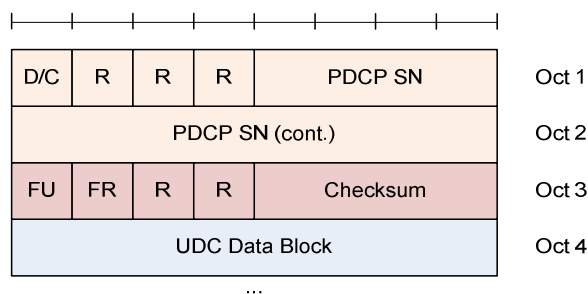 D/C R R R PDCP SN Oct 1
PDCP SN (cont.) Oct 2
FU FR R R Checksum Oct 3
UDC Data Block Oct 4
...